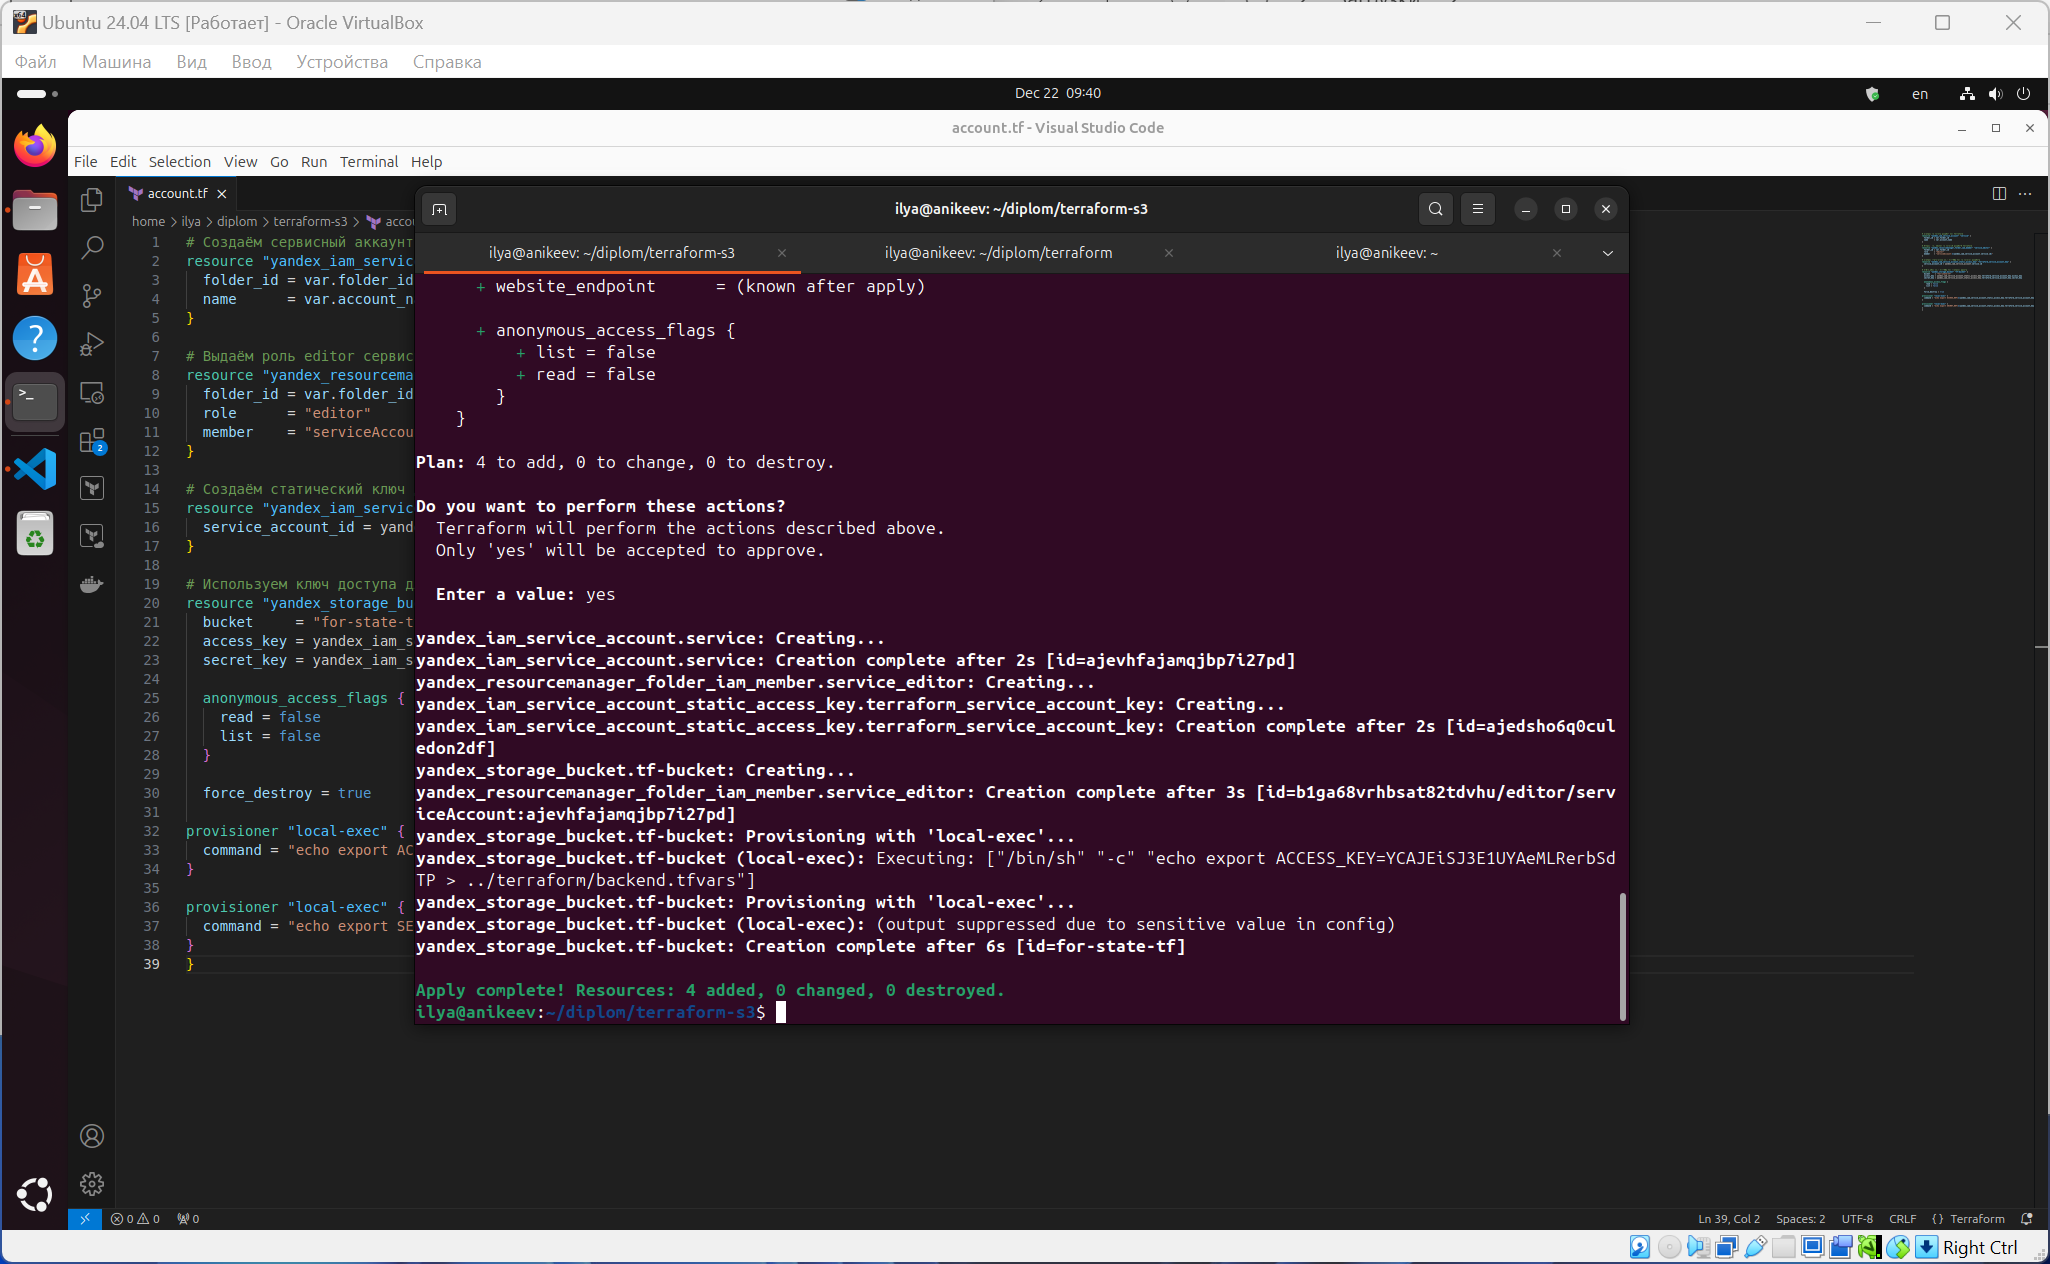 Ubuntu 24.04 LTS [Работает] - Oracle VirtualBox
Файл Машина Вид Ввод Устройства Справка
Dec 22 09:40
en
account.tf - Visual Studio Code
File Edit Selection View Go Run Terminal Help
account.tf
home > ilya > diplom > terraform-s3 >
1 # Создаём сервисный аккаунт
2 resource "yandex_iam_servic
3 folder_id = var.folder_id
4 name = var.account_n
5 }
6
7 # Выдаём роль editor сервис
8 resource "yandex_resourcema
9 folder_id = var.folder_id
10 role = "editor"
11 member = "serviceAccou
12 }
13
14 # Создаём статический ключ
15 resource "yandex_iam_servic
16 service_account_id = yand
17 }
18
19 # Используем ключ доступа д
20 resource "yandex_storage_bu
21 bucket = "for-state-t
22 access_key = yandex_iam_s
23 secret_key = yandex_iam_s
24
25 anonymous_access_flags {
26 read = false
27 list = false
28 }
29
30 force_destroy = true
31
32 provisioner "local-exec" {
33 command = "echo export AC
34 }
35
36 provisioner "local-exec" {
37 command = "echo export SE
38 }
39 }
ilya@anikeev: ~/diplom/terraform-s3
ilya@anikeev: ~/diplom/terraform-s3 ilya@anikeev: ~/diplom/terraform ilya@anikeev: ~
+ website_endpoint = (known after apply)
+ anonymous_access_flags {
+ list = false
+ read = false
}
}
Plan: 4 to add, 0 to change, 0 to destroy.
Do you want to perform these actions?
Terraform will perform the actions described above.
Only 'yes' will be accepted to approve.
Enter a value: yes
yandex_iam_service_account.service: Creating...
yandex_iam_service_account.service: Creation complete after 2s [id=ajevhfajamqjbp7i27pd]
yandex_resourcemanager_folder_iam_member.service_editor: Creating...
yandex_iam_service_account_static_access_key.terraform_service_account_key: Creating...
yandex_iam_service_account_static_access_key.terraform_service_account_key: Creation complete after 2s [id=ajedsho6q0cul
edon2df]
yandex_storage_bucket.tf-bucket: Creating...
yandex_resourcemanager_folder_iam_member.service_editor: Creation complete after 3s [id=b1ga68vrhbsat82tdvhu/editor/serv
iceAccount:ajevhfajamqjbp7i27pd]
yandex_storage_bucket.tf-bucket: Provisioning with 'local-exec'...
yandex_storage_bucket.tf-bucket (local-exec): Executing: ["/bin/sh" "-c" "echo export ACCESS_KEY=YCAJEiSJ3E1UYAeMLRerbSd
TP > ../terraform/backend.tfvars"]
yandex_storage_bucket.tf-bucket: Provisioning with 'local-exec'...
yandex_storage_bucket.tf-bucket (local-exec): (output suppressed due to sensitive value in config)
yandex_storage_bucket.tf-bucket: Creation complete after 6s [id=for-state-tf]
Apply complete! Resources: 4 added, 0 changed, 0 destroyed.
ilya@anikeev:~/diplom/terraform-s3$
2
0 0 0
Ln 39, Col 2 Spaces: 2 UTF-8 CRLF {} Terraform
Right Ctrl